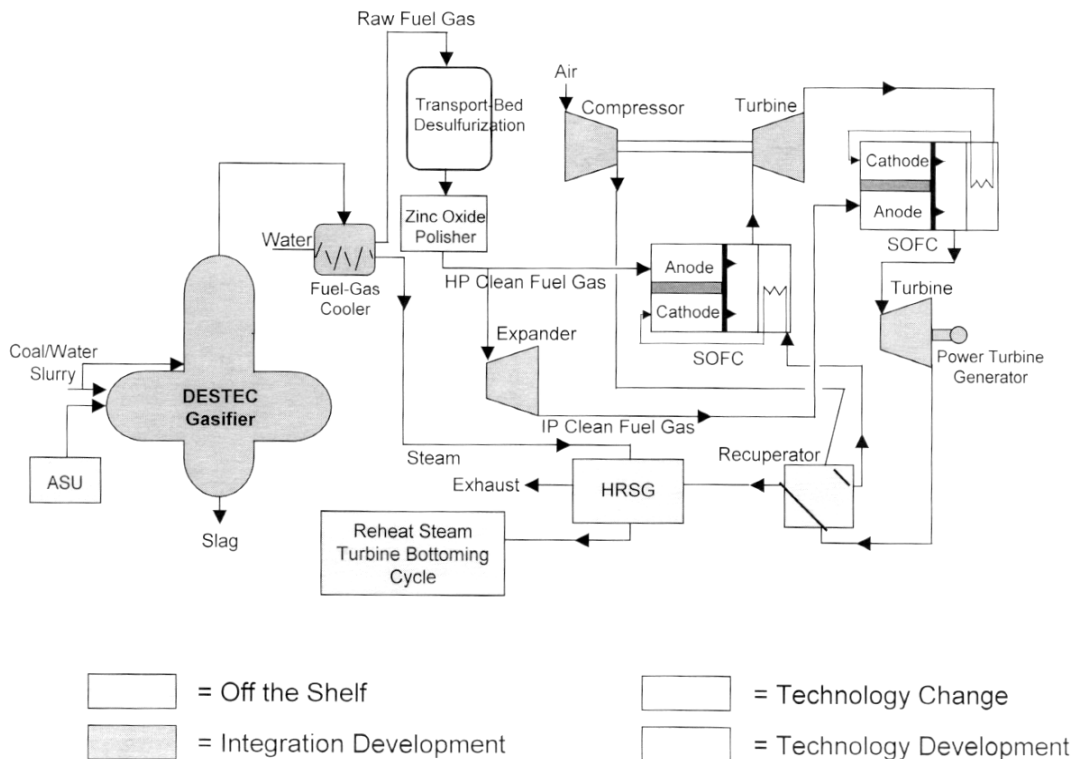 Raw Fuel Gas
Transport-Bed
Desulfurization
Air
Compressor
Turbine
Cathode
Anode
SOFC
Zinc Oxide
Polisher
Water
Fuel-Gas
Cooler
HP Clean Fuel Gas
Anode
Cathode
SOFC
Turbine
Power Turbine
Generator
Expander
Coal/Water
Slurry
DESTEC
Gasifier
IP Clean Fuel Gas
Steam
Recuperator
ASU
Exhaust
HRSG
Slag
Reheat Steam
Turbine Bottoming
Cycle
= Off the Shelf
= Technology Change
= Integration Development
= Technology Development